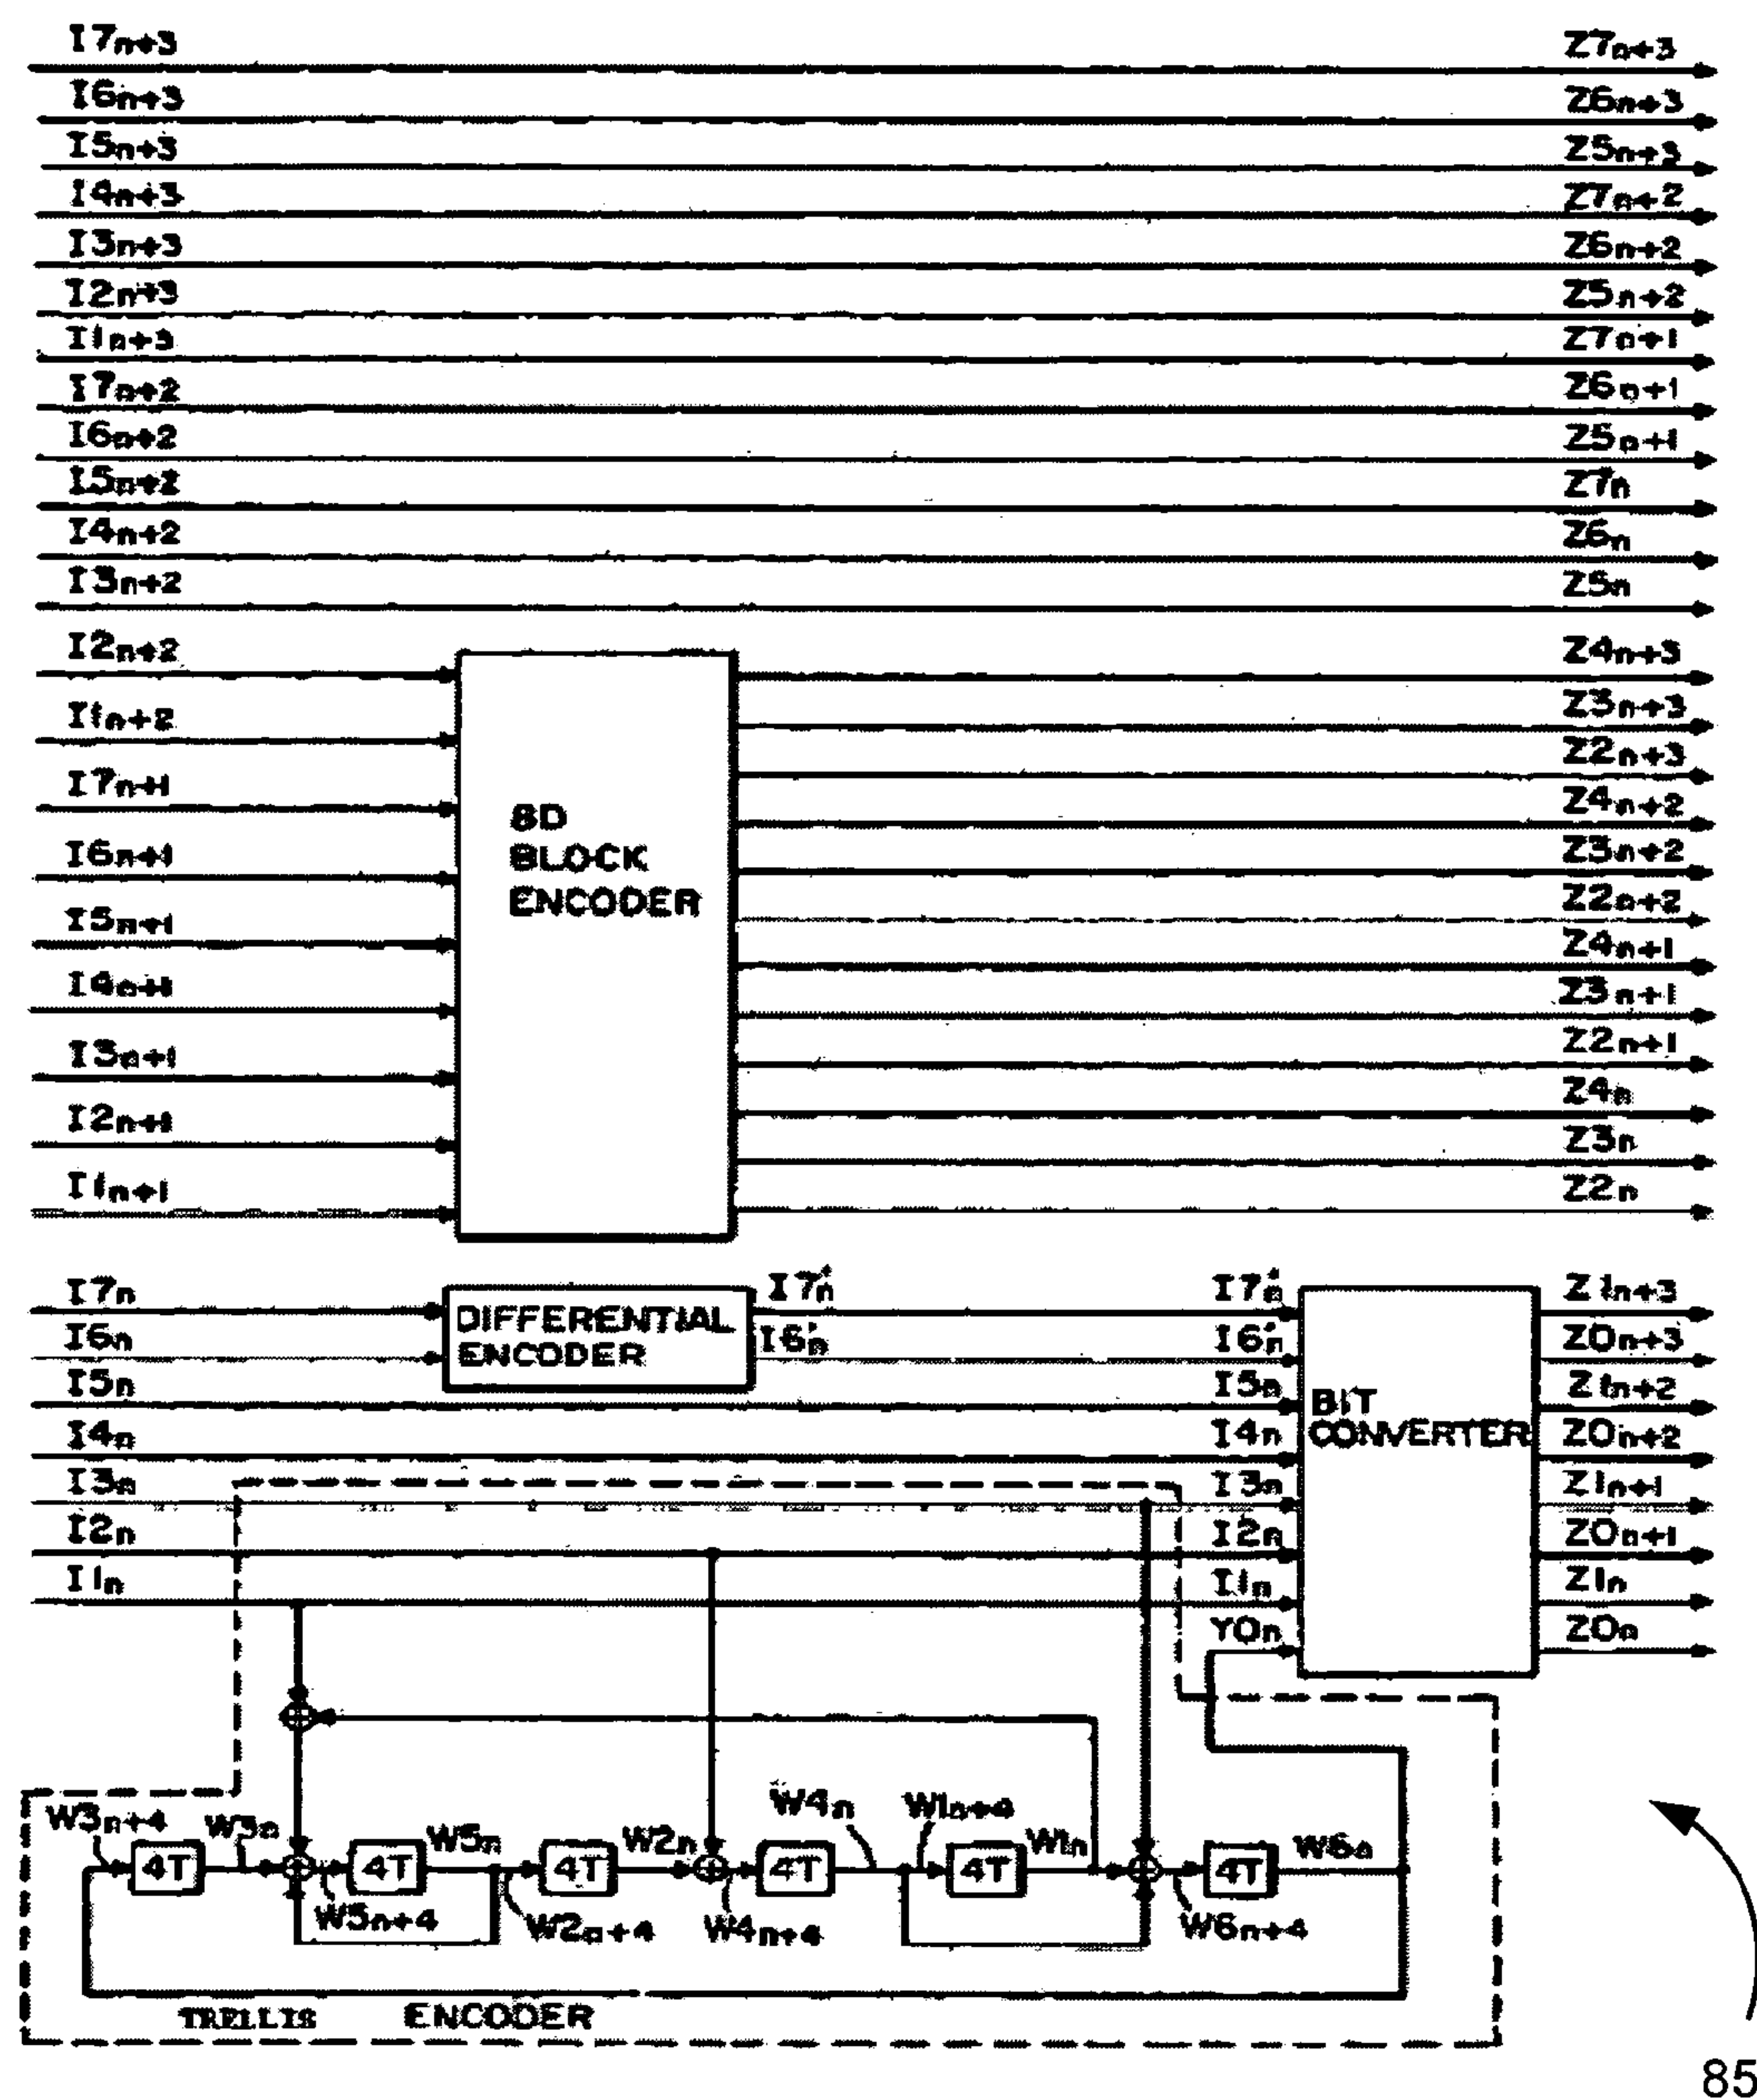 I7n+3 Z7n+3
I6n+3 Z6n+3
I5n+3 Z5n+3
I4n+3 Z7n+2
I3n+3 Z6n+2
I2n+3 Z5n+2
I1n+3 Z7n+1
I7n+2 Z6n+1
I6n+2 Z5n+1
I5n+2 Z7n
I4n+2 Z6n
I3n+2 Z5n
I2n+2 Z4n+3
I1n+2 Z3n+3
Z2n+3
I7n+1 Z4n+2
I6n+1 Z3n+2
I5n+1 Z2n+2
Z4n+1
I4n+1 Z3n+1
I3n+1 Z2n+1
I2n+1 Z4n
Z3n
I1n+1 Z2n
8D
BLOCK
ENCODER
I7n I7'n I7'n Z1n+3
I6n I6'n I6'n Z0n+3
DIFFERENTIAL
ENCODER
I5n I5n Z1n+2
I4n I4n Z0n+2
BIT
CONVERTER
I3n I3n Z1n+1
I2n I2n Z0n+1
I1n I1n Z1n
Y0n Z0n
W3n+4 W3n W5n W2n W4n W1n+4 W1n W6n
4T 4T 4T 4T 4T 4T
W5n+4 W2n+4 W4n+4 W6n+4
TRELLIS ENCODER
85